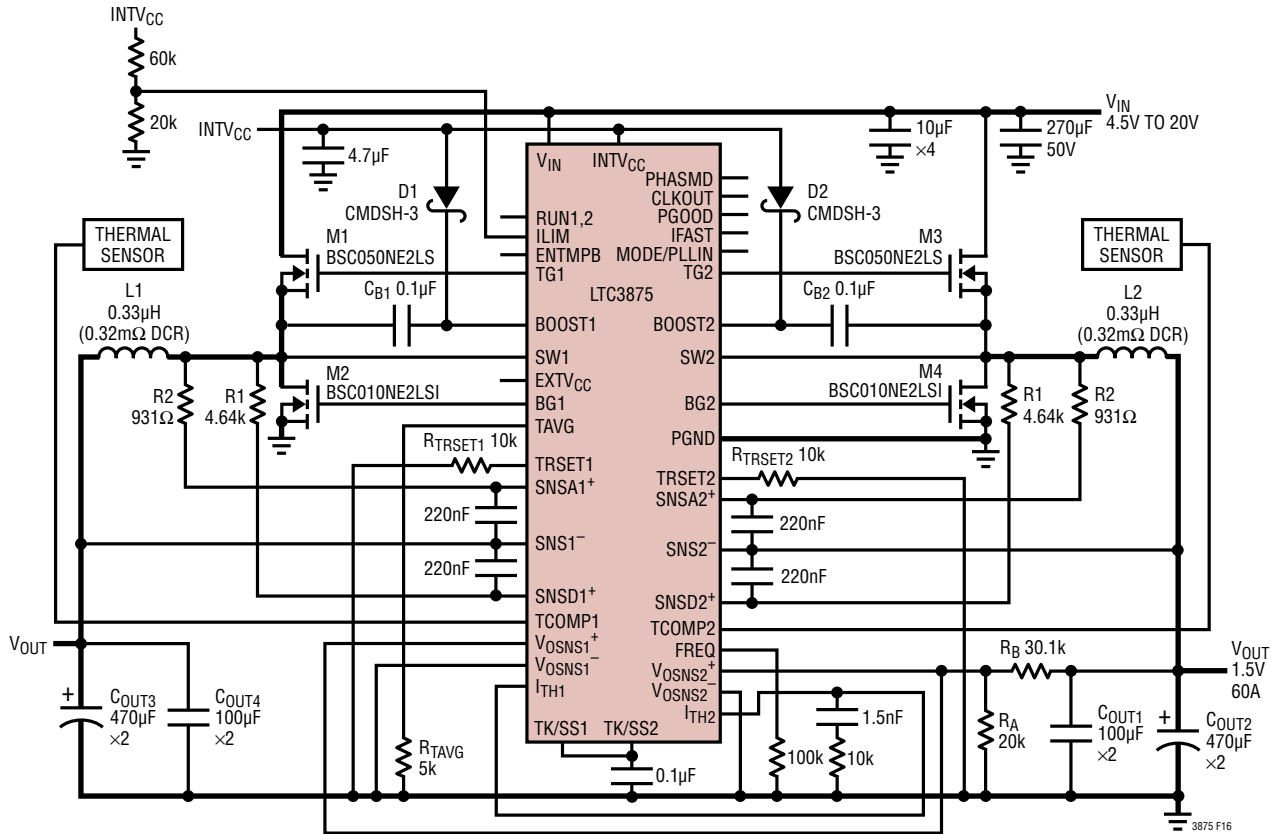 INTVCC
60k
20k
INTVCC
4.7µF
D1
CMDSH-3
VIN
4.5V TO 20V
10µF
×4
270µF
50V
D2
CMDSH-3
THERMAL
SENSOR
THERMAL
SENSOR
M1
BSC050NE2LS
M3
BSC050NE2LS
L1
0.33µH
(0.32mΩ DCR)
L2
0.33µH
(0.32mΩ DCR)
CB1 0.1µF
CB2 0.1µF
M2
BSC010NE2LSI
M4
BSC010NE2LSI
R2
931Ω
R1
4.64k
R1
4.64k
R2
931Ω
LTC3875
VIN
INTVCC
RUN1,2
ILIM
ENTMPB
TG1
BOOST1
SW1
EXTVCC
BG1
TAVG
TRSET1
SNSA1+
SNS1–
SNSD1+
TCOMP1
VOSNS1+
VOSNS1–
ITH1
TK/SS1 TK/SS2
PHASMD
CLKOUT
PGOOD
IFAST
MODE/PLLIN
TG2
BOOST2
SW2
BG2
PGND
TRSET2
SNSA2+
SNS2–
SNSD2+
TCOMP2
FREQ
VOSNS2+
VOSNS2–
ITH2
RTRSET1 10k
RTRSET2 10k
220nF
220nF
220nF
220nF
VOUT
+
COUT3
470µF
×2
COUT4
100µF
×2
RTAVG
5k
0.1µF
100k
1.5nF
10k
RB 30.1k
RA
20k
COUT1
100µF
×2
+
COUT2
470µF
×2
VOUT
1.5V
60A
3875 F16